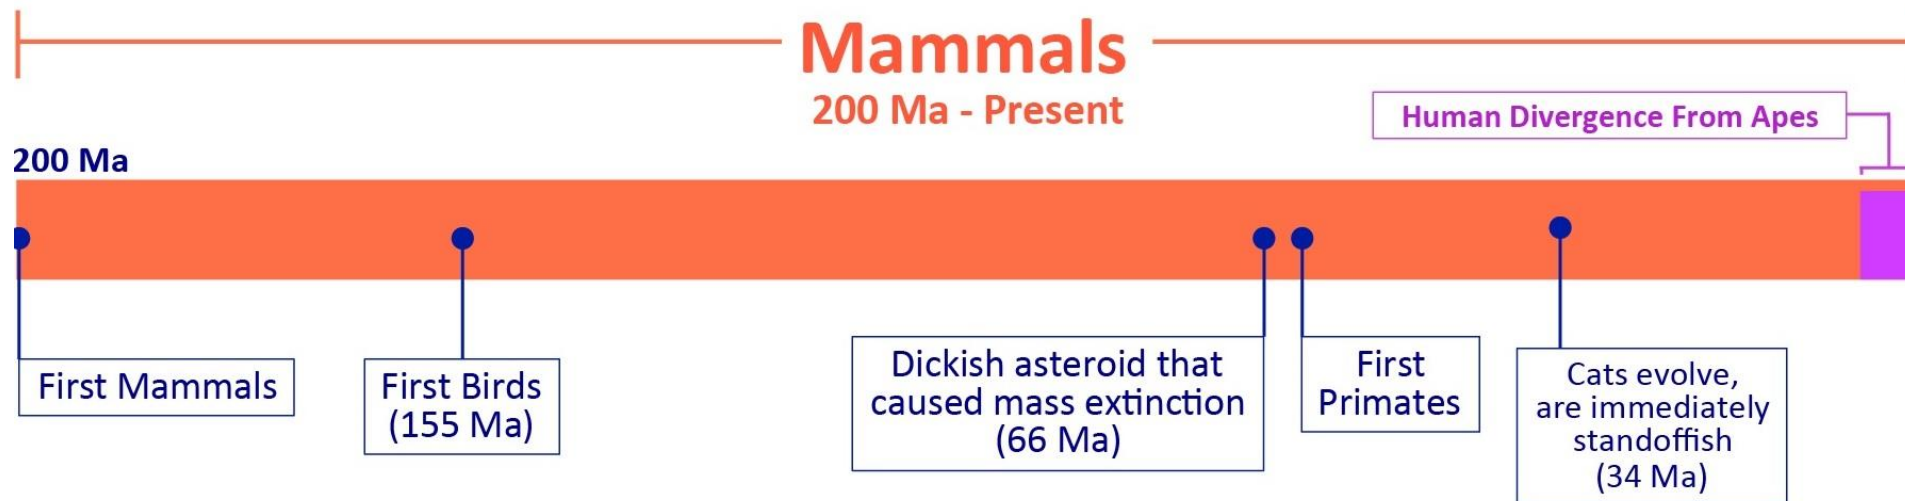 Mammals
200 Ma - Present
Human Divergence From Apes
200 Ma
First Mammals
First Birds
(155 Ma)
Dickish asteroid that
caused mass extinction
(66 Ma)
First
Primates
Cats evolve,
are immediately
standoffish
(34 Ma)